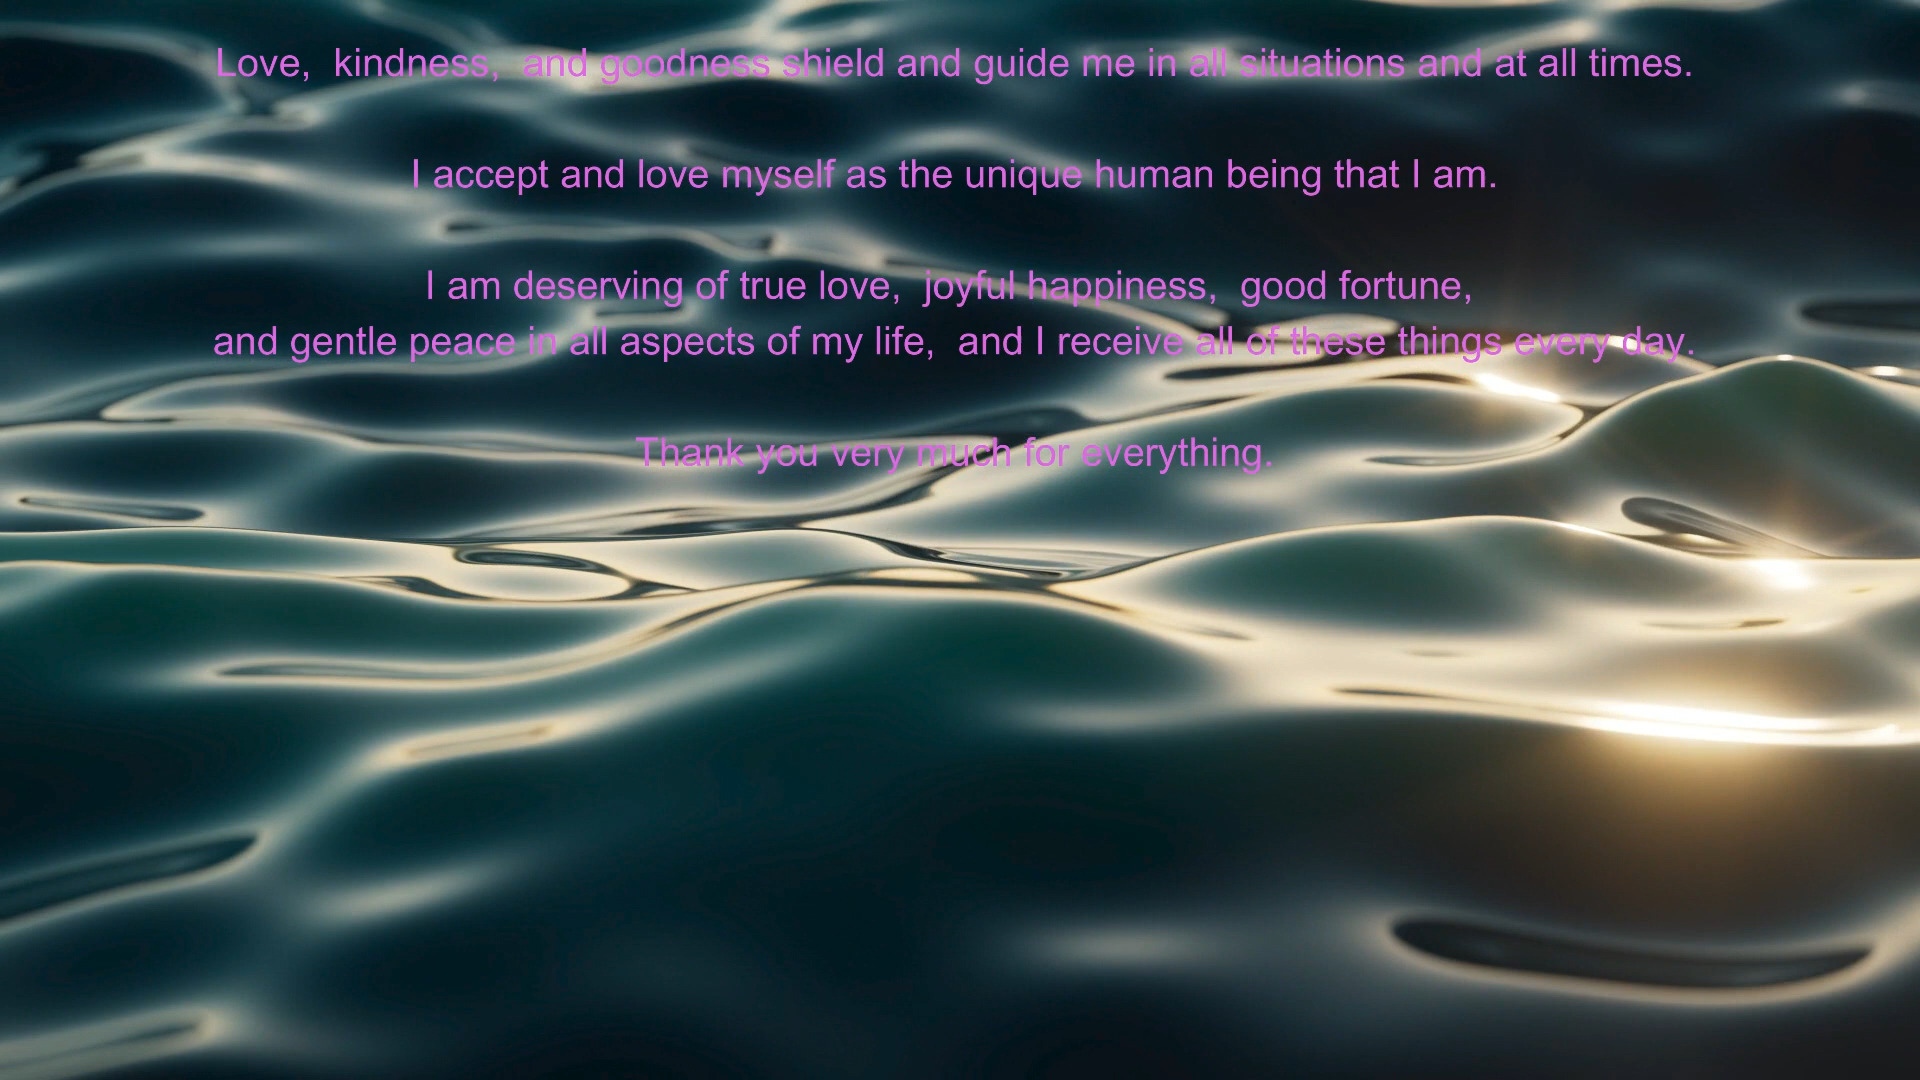 Love,  kindness,  and goodness shield and guide me in all situations and at all times.
I accept and love myself as the unique human being that I am.
I am deserving of true love,  joyful happiness,  good fortune,
and gentle peace in all aspects of my life,  and I receive all of these things every day.
Thank you very much for everything.